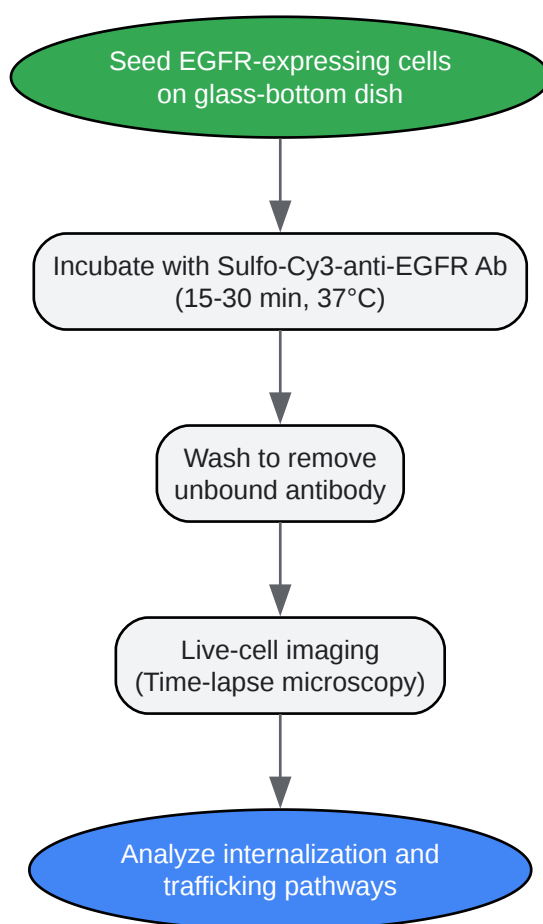 Seed EGFR-expressing cells
on glass-bottom dish
Incubate with Sulfo-Cy3-anti-EGFR Ab
(15-30 min, 37°C)
Wash to remove
unbound antibody
Live-cell imaging
(Time-lapse microscopy)
Analyze internalization and
trafficking pathways